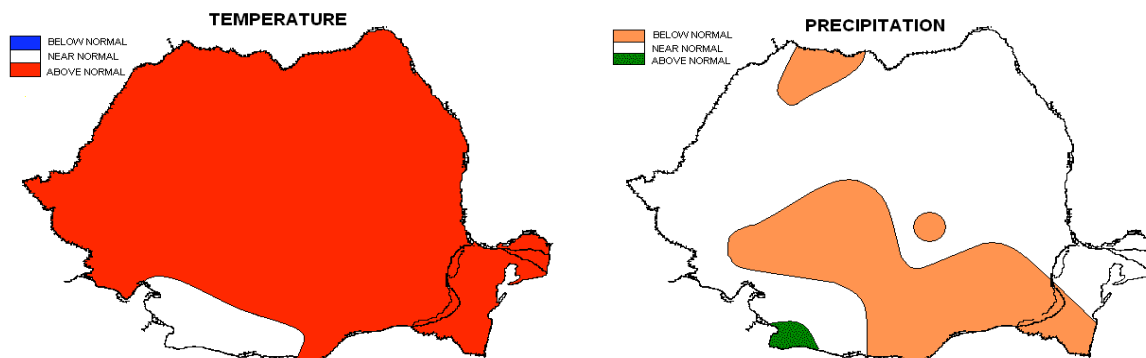 TEMPERATURE
BELOW NORMAL
NEAR NORMAL
ABOVE NORMAL
PRECIPITATION
BELOW NORMAL
NEAR NORMAL
ABOVE NORMAL